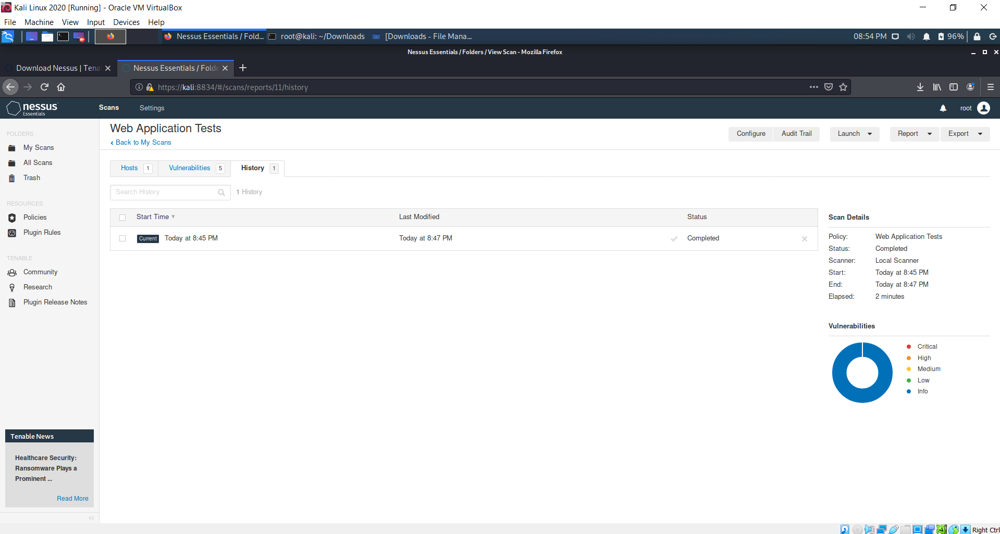 Kali Linux 2020 [Running] - Oracle VM VirtualBox
File Machine View Input Devices Help
Nessus Essentials / Fold... root@kali: ~/Downloads [Downloads - File Mana... 08:54 PM 96%
Nessus Essentials / Folders / View Scan - Mozilla Firefox
Download Nessus | Tena Nessus Essentials / Folde
https://kali:8834/#/scans/reports/11/history
nessus Essentials Scans Settings root
FOLDERS
My Scans
All Scans
Trash
RESOURCES
Policies
Plugin Rules
TENABLE
Community
Research
Plugin Release Notes
Tenable News
Healthcare Security:
Ransomware Plays a
Prominent ...
Read More
Web Application Tests
Back to My Scans
Configure Audit Trail Launch Report Export
Hosts 1 Vulnerabilities 5 History 1
Search History 1 History
Start Time Last Modified Status
Current Today at 8:45 PM Today at 8:47 PM Completed
Scan Details
Policy: Web Application Tests
Status: Completed
Scanner: Local Scanner
Start: Today at 8:45 PM
End: Today at 8:47 PM
Elapsed: 2 minutes
Vulnerabilities
Critical
High
Medium
Low
Info
Right Ctrl